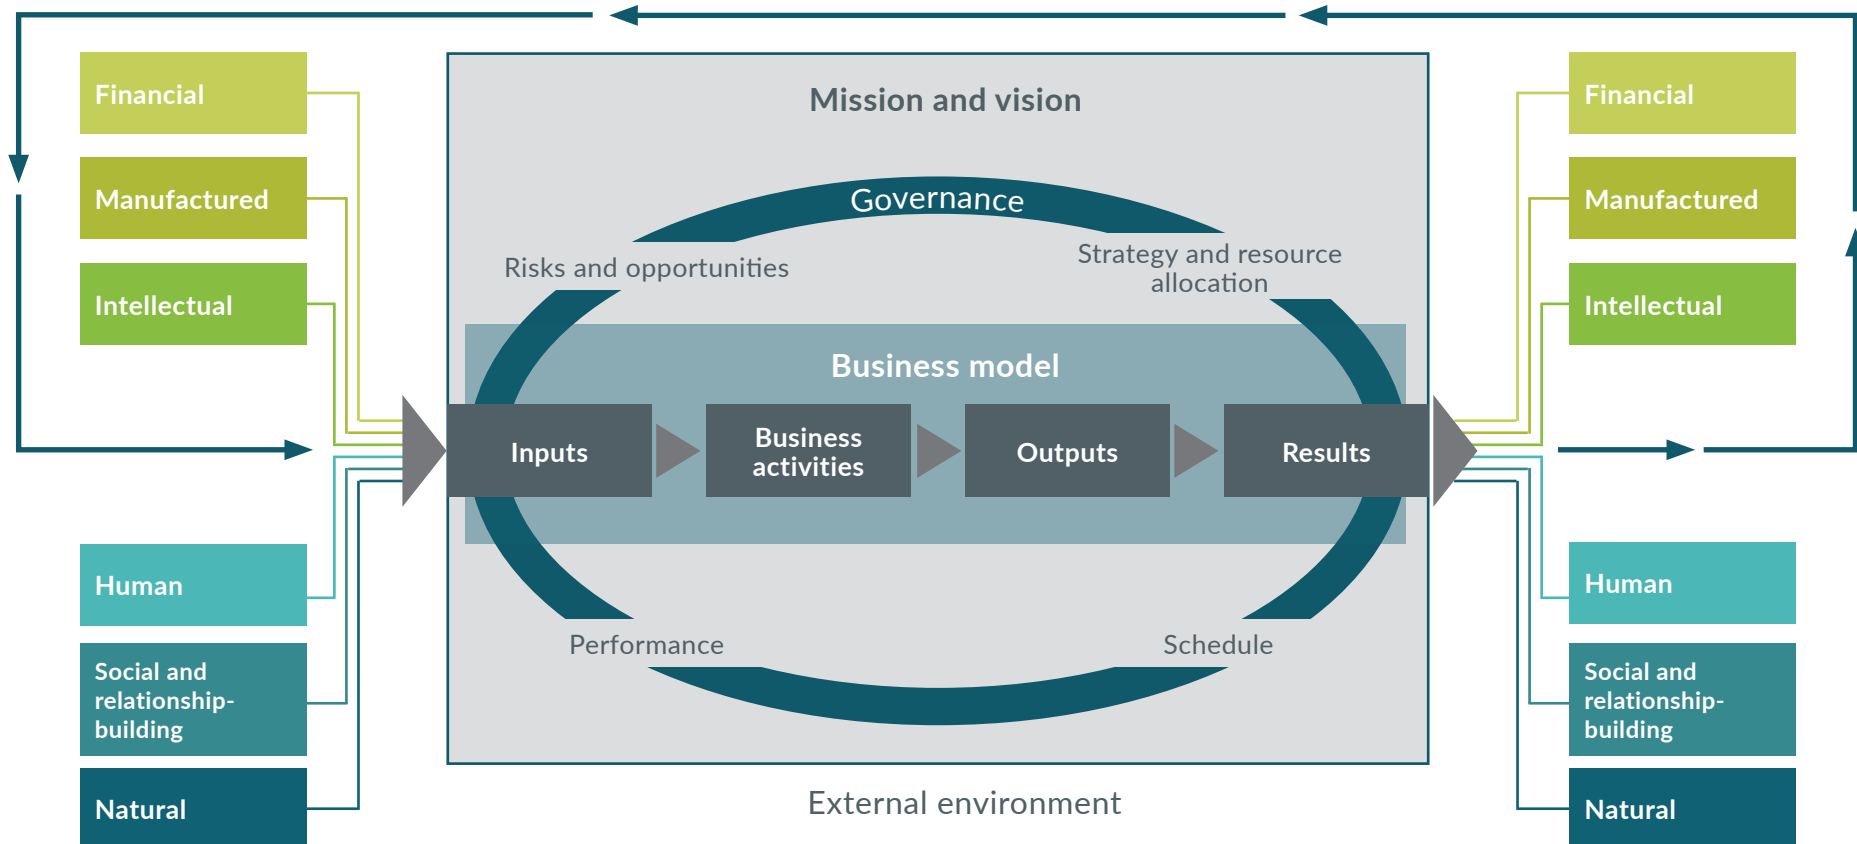 Financial
Manufactured
Intellectual
Human
Social and
relationship-
building
Natural
Mission and vision
Governance
Risks and opportunities
Strategy and resource
allocation
Business model
Inputs
Business
activities
Outputs
Results
Performance
Schedule
External environment
Financial
Manufactured
Intellectual
Human
Social and
relationship-
building
Natural